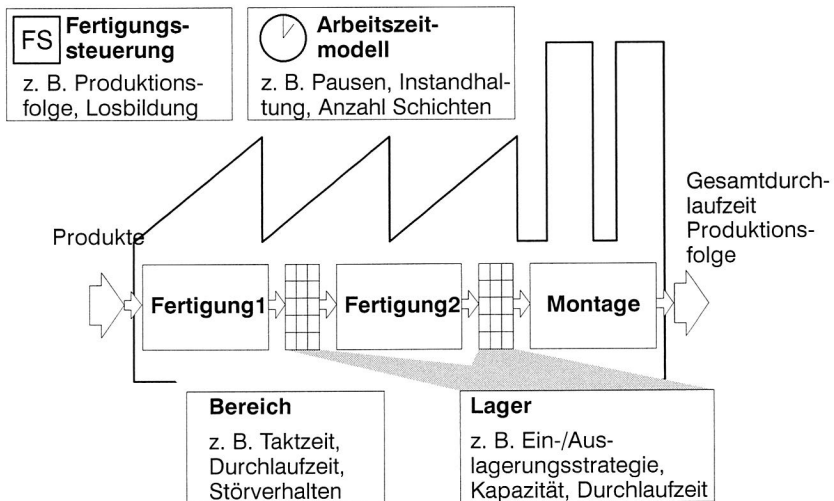 FS
Fertigungs-
steuerung
z. B. Produktions-
folge, Losbildung
Arbeitszeit-
modell
z. B. Pausen, Instandhal-
tung, Anzahl Schichten
Produkte
Gesamtdurch-
laufzeit
Produktions-
folge
Fertigung1
Fertigung2
Montage
Bereich
z. B. Taktzeit,
Durchlaufzeit,
Störverhalten
Lager
z. B. Ein-/Aus-
lagerungsstrategie,
Kapazität, Durchlaufzeit